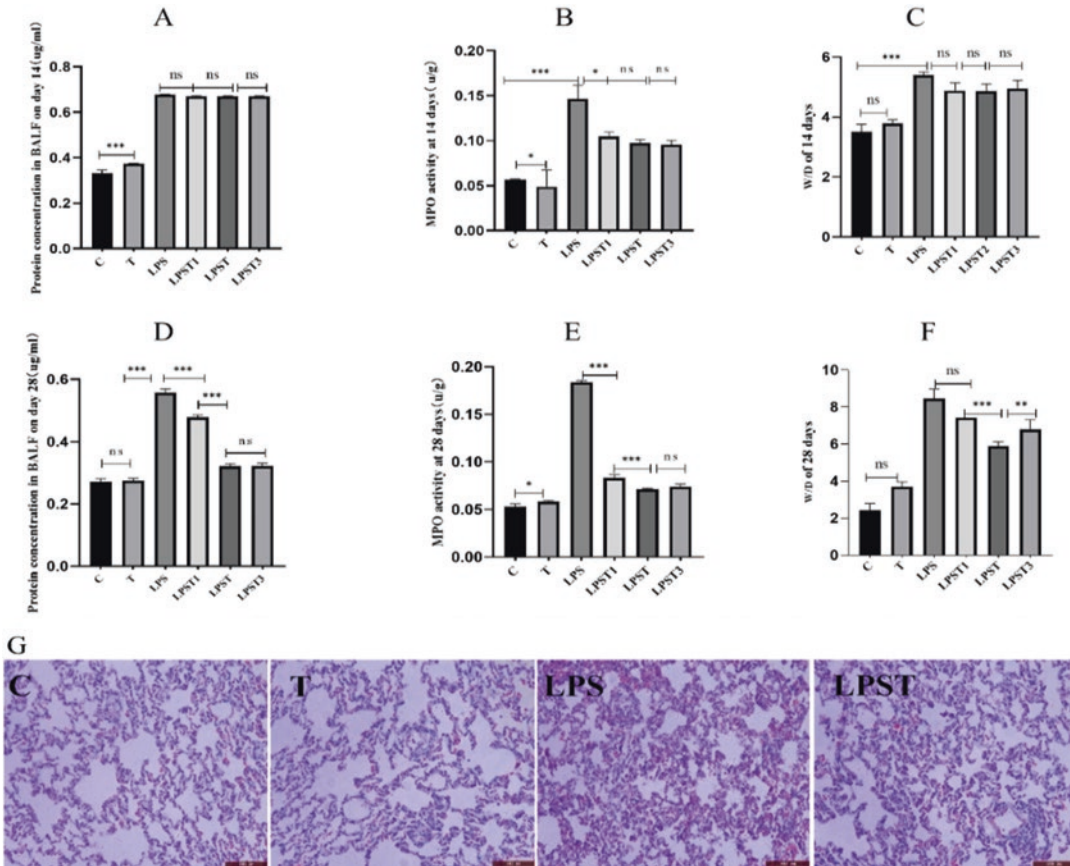 A
Protein concentration in BALF on day 14(ug/ml)
0.8
0.6
0.4
0.2
0.0
***
ns
ns
ns
C
T
LPS
LPST1
LPST
LPST3
B
MPO activity at 14 days( u/g)
0.20
0.15
0.10
0.05
0.00
***
*
ns
ns
*
C
T
LPS
LPST1
LPST
LPST3
C
W/D of 14 days
6
4
2
0
***
ns
ns
ns
ns
C
T
LPS
LPST1
LPST2
LPST3
D
Protein concentration in BALF on day 28(ug/ml)
0.6
0.4
0.2
0.0
***
***
***
ns
ns
C
T
LPS
LPST1
LPST
LPST3
E
MPO activity at 28 days (u/g)
0.20
0.15
0.10
0.05
0.00
***
***
ns
*
C
T
LPS
LPST1
LPST
LPST3
F
W/D of 28 days
10
8
6
4
2
0
ns
***
**
ns
C
T
LPS
LPST1
LPST
LPST3
G
C
T
LPS
LPST